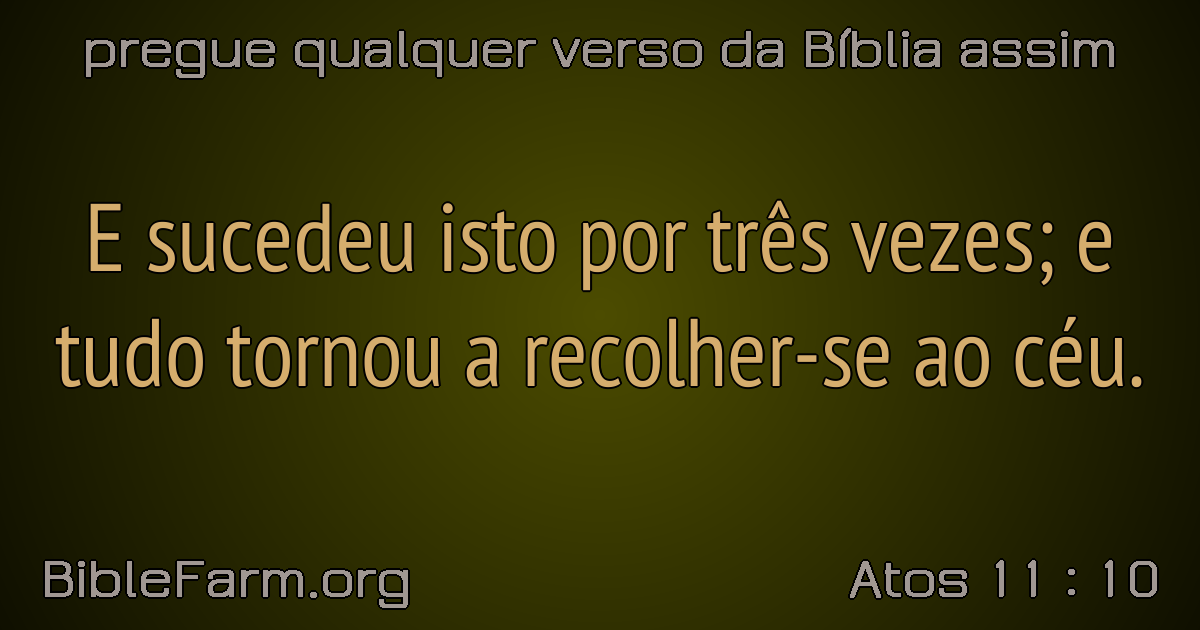 pregue qualquer verso da Bíblia assim
E sucedeu isto por três vezes; e
tudo tornou a recolher-se ao céu.
BibleFarm.org
Atos 11 : 10